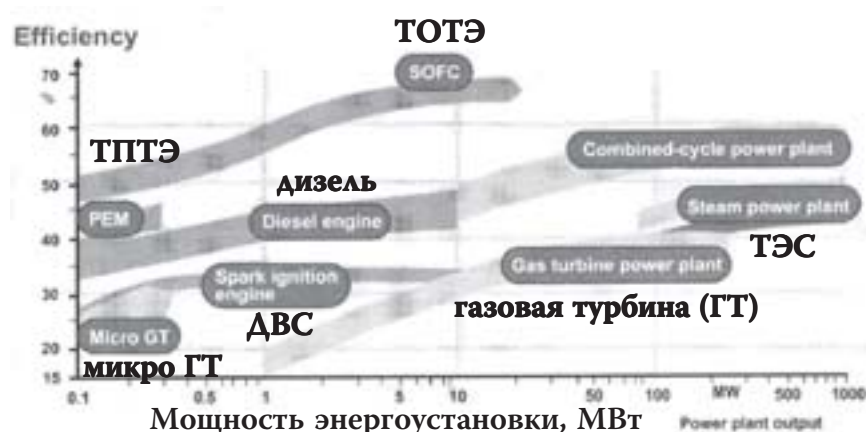 ТОТЭ
Efficiency
SOFC
70
%
60
ТПТЭ
Combined-cycle power plant
дизель
50
PEM
Diesel engine
Steam power plant
40
ТЭС
Spark ignition
engine
Gas turbine power plant
30
ДВС
газовая турбина (ГТ)
Micro GT
20
микро ГТ
15
0.1 0.5 1 5 10 50 100 MW 500 1000
Мощность энергоустановки, МВт
Power plant output